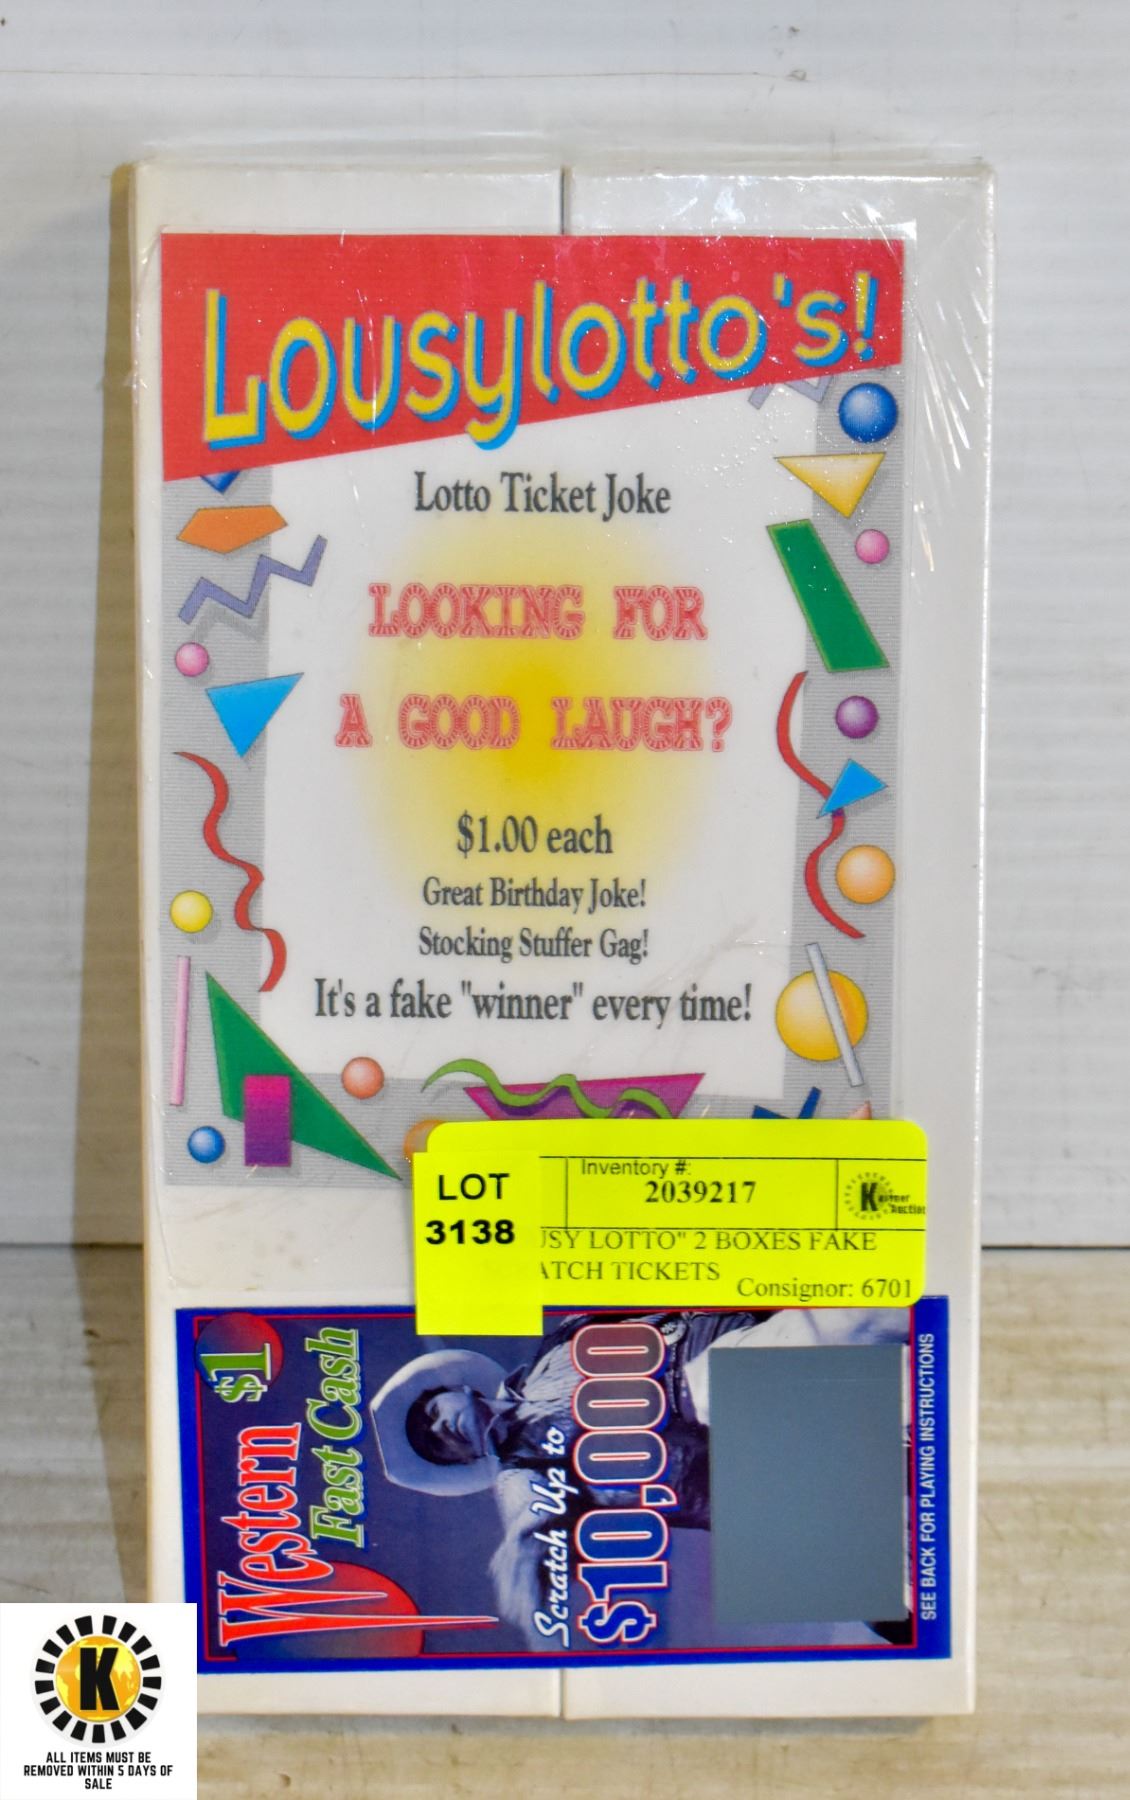 Lousylotto's!
Lotto Ticket Joke
LOOKING FOR
A GOOD LAUGH?
$1.00 each
Great Birthday Joke!
Stocking Stuffer Gag!
It's a fake "winner" every time!
LOT
3138
Inventory #:
2039217
K
Auction
LOTTO" 2 BOXES FAKE
TICKETS
Consignor: 6701
Western
$1
Fast Cash
Scratch Up to
$10,000
SEE BACK FOR PLAYING INSTRUCTIONS
K
ALL ITEMS MUST BE
REMOVED WITHIN 5 DAYS OF
SALE